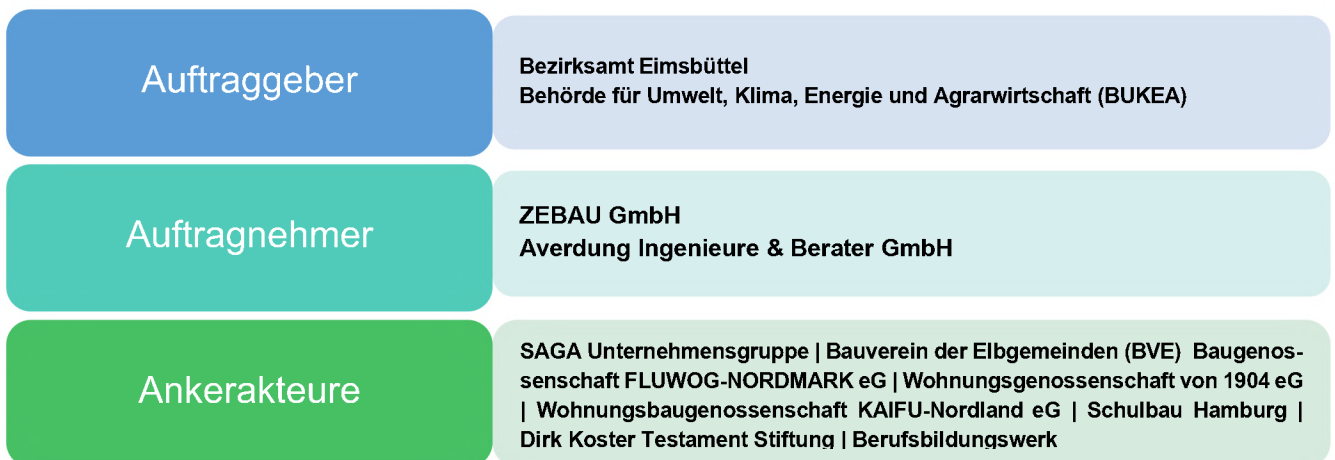 Auftraggeber
Bezirksamt Eimsbüttel
Behörde für Umwelt, Klima, Energie und Agrarwirtschaft (BUKEA)
Auftragnehmer
ZEBAU GmbH
Averdung Ingenieure & Berater GmbH
Ankerakteure
SAGA Unternehmensgruppe | Bauverein der Elbgemeinden (BVE) Baugenos-
senschaft FLUWOG-NORDMARK eG | Wohnungsgenossenschaft von 1904 eG
| Wohnungsbaugenossenschaft KAIFU-Nordland eG | Schulbau Hamburg |
Dirk Koster Testament Stiftung | Berufsbildungswerk